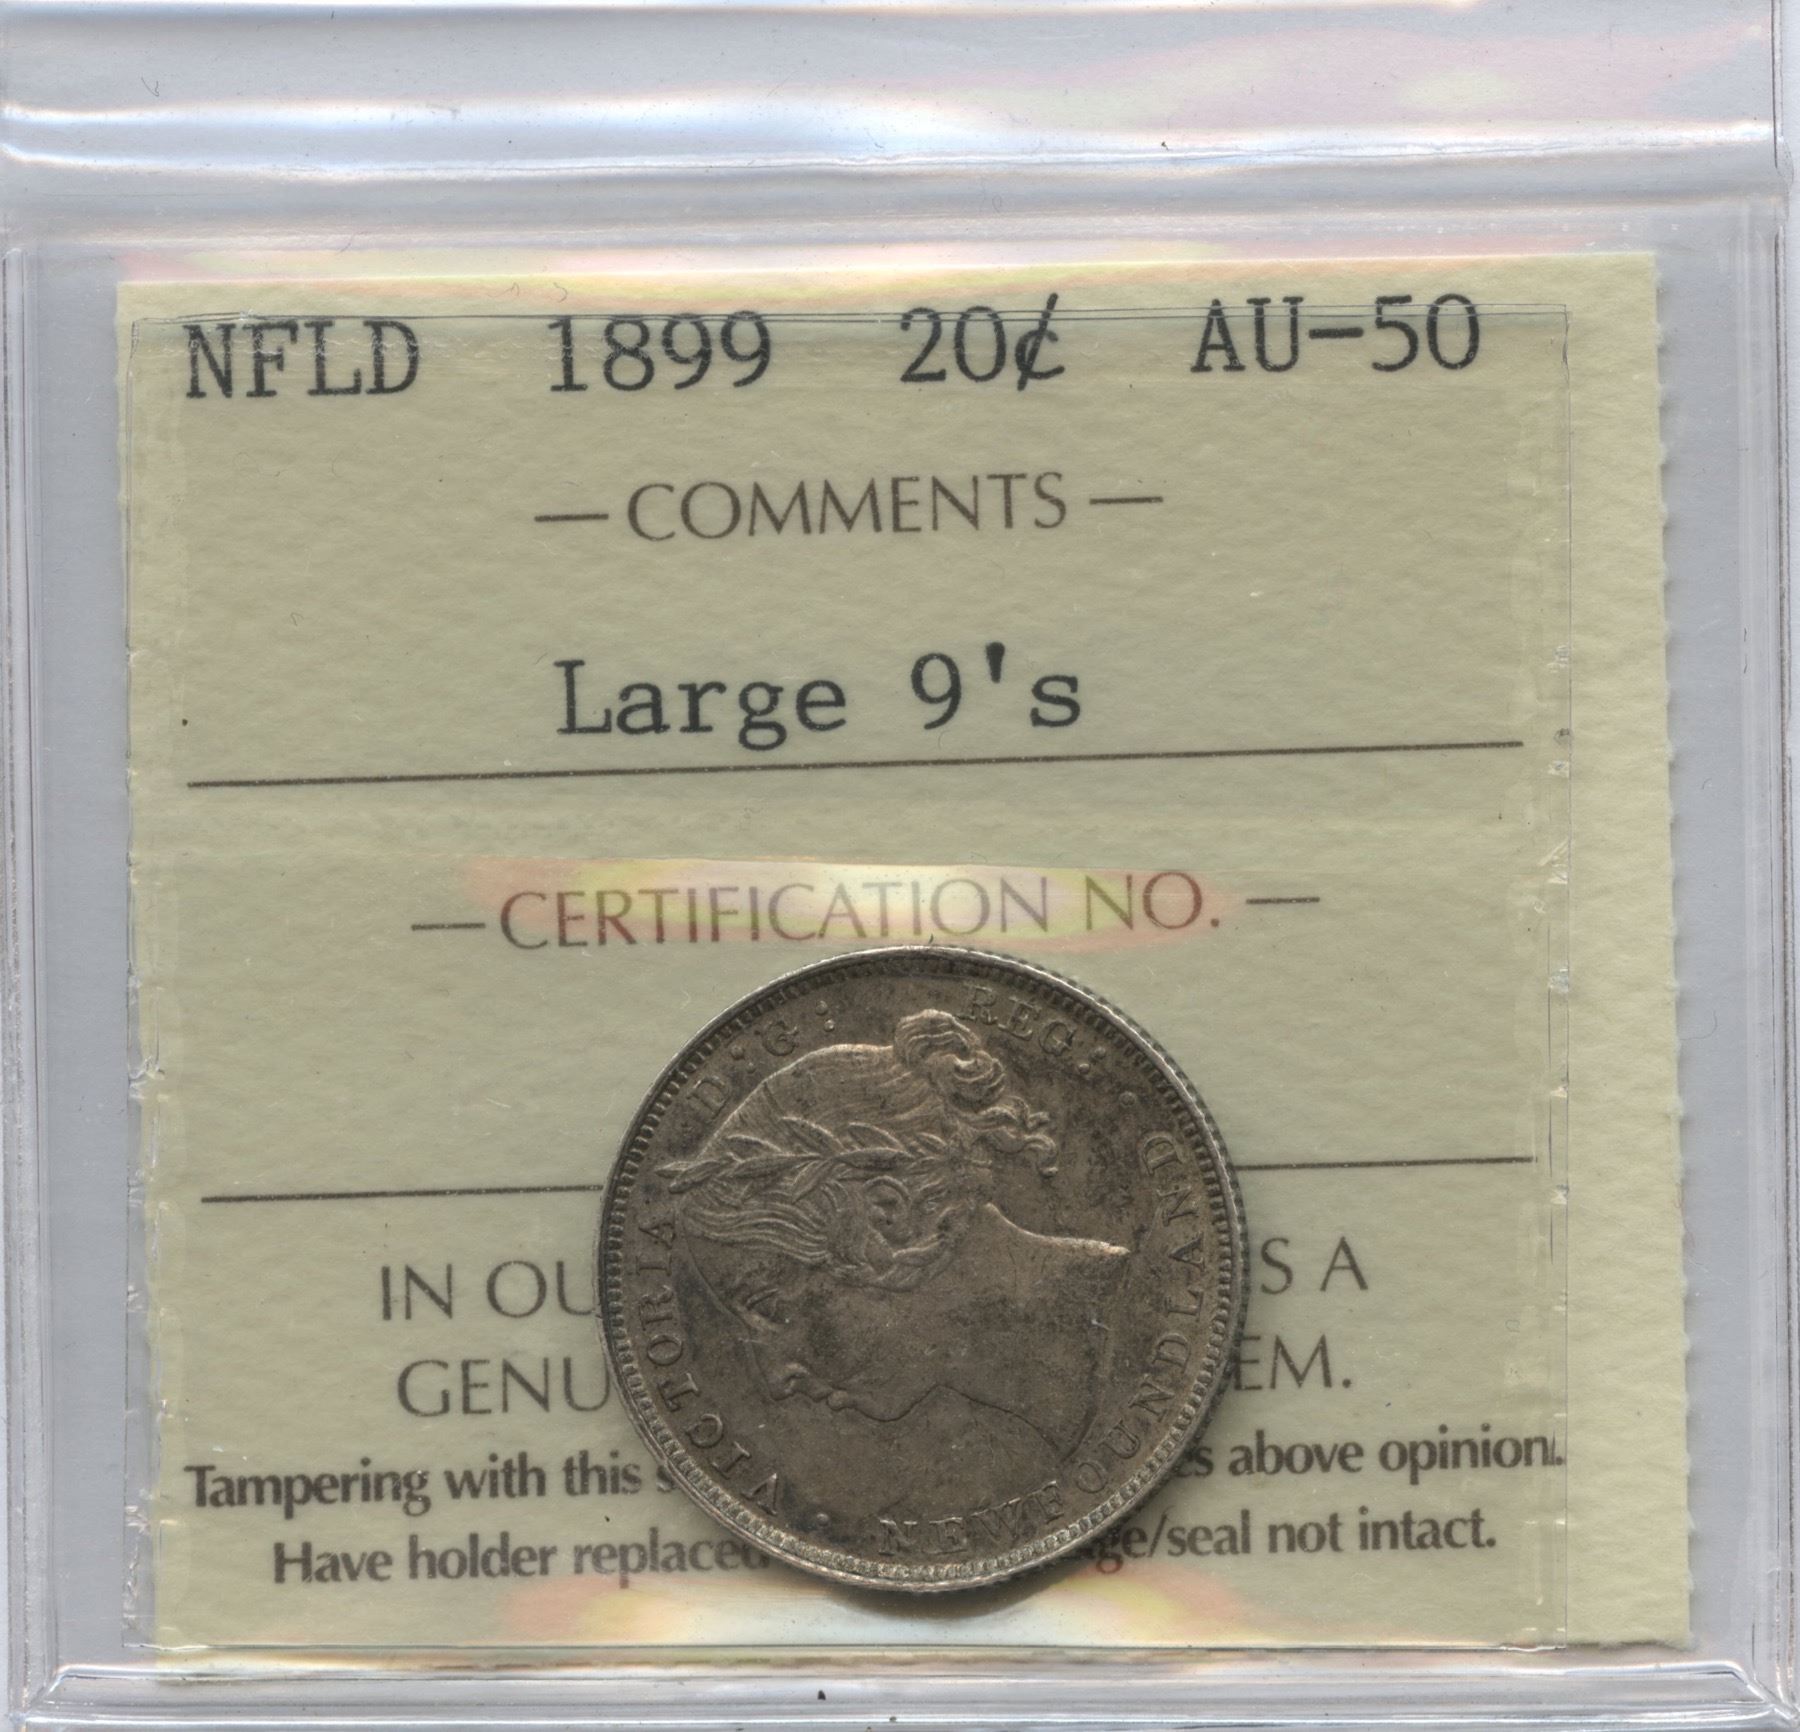 NFLD 1899 20¢ AU-50
— COMMENTS —
Large 9's
— CERTIFICATION NO. —
VICTORIA D:G: REG: · NEWFOUNDLAND ·
IN OU S A
GENU EM.
Tampering with this s es above opinion.
Have holder replaced ge/seal not intact.